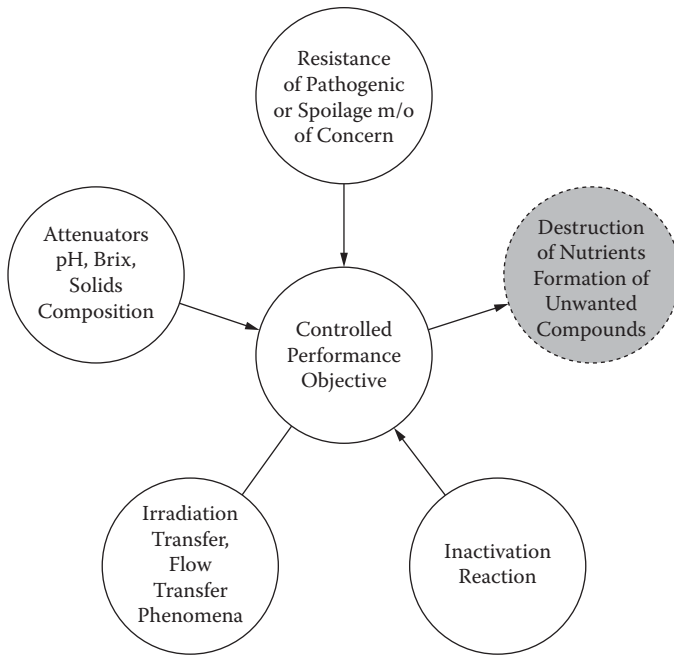 Resistance
of Pathogenic
or Spoilage m/o
of Concern
Attenuators
pH, Brix,
Solids
Composition
Destruction
of Nutrients
Formation of
Unwanted
Compounds
Controlled
Performance
Objective
Irradiation
Transfer,
Flow
Transfer
Phenomena
Inactivation
Reaction